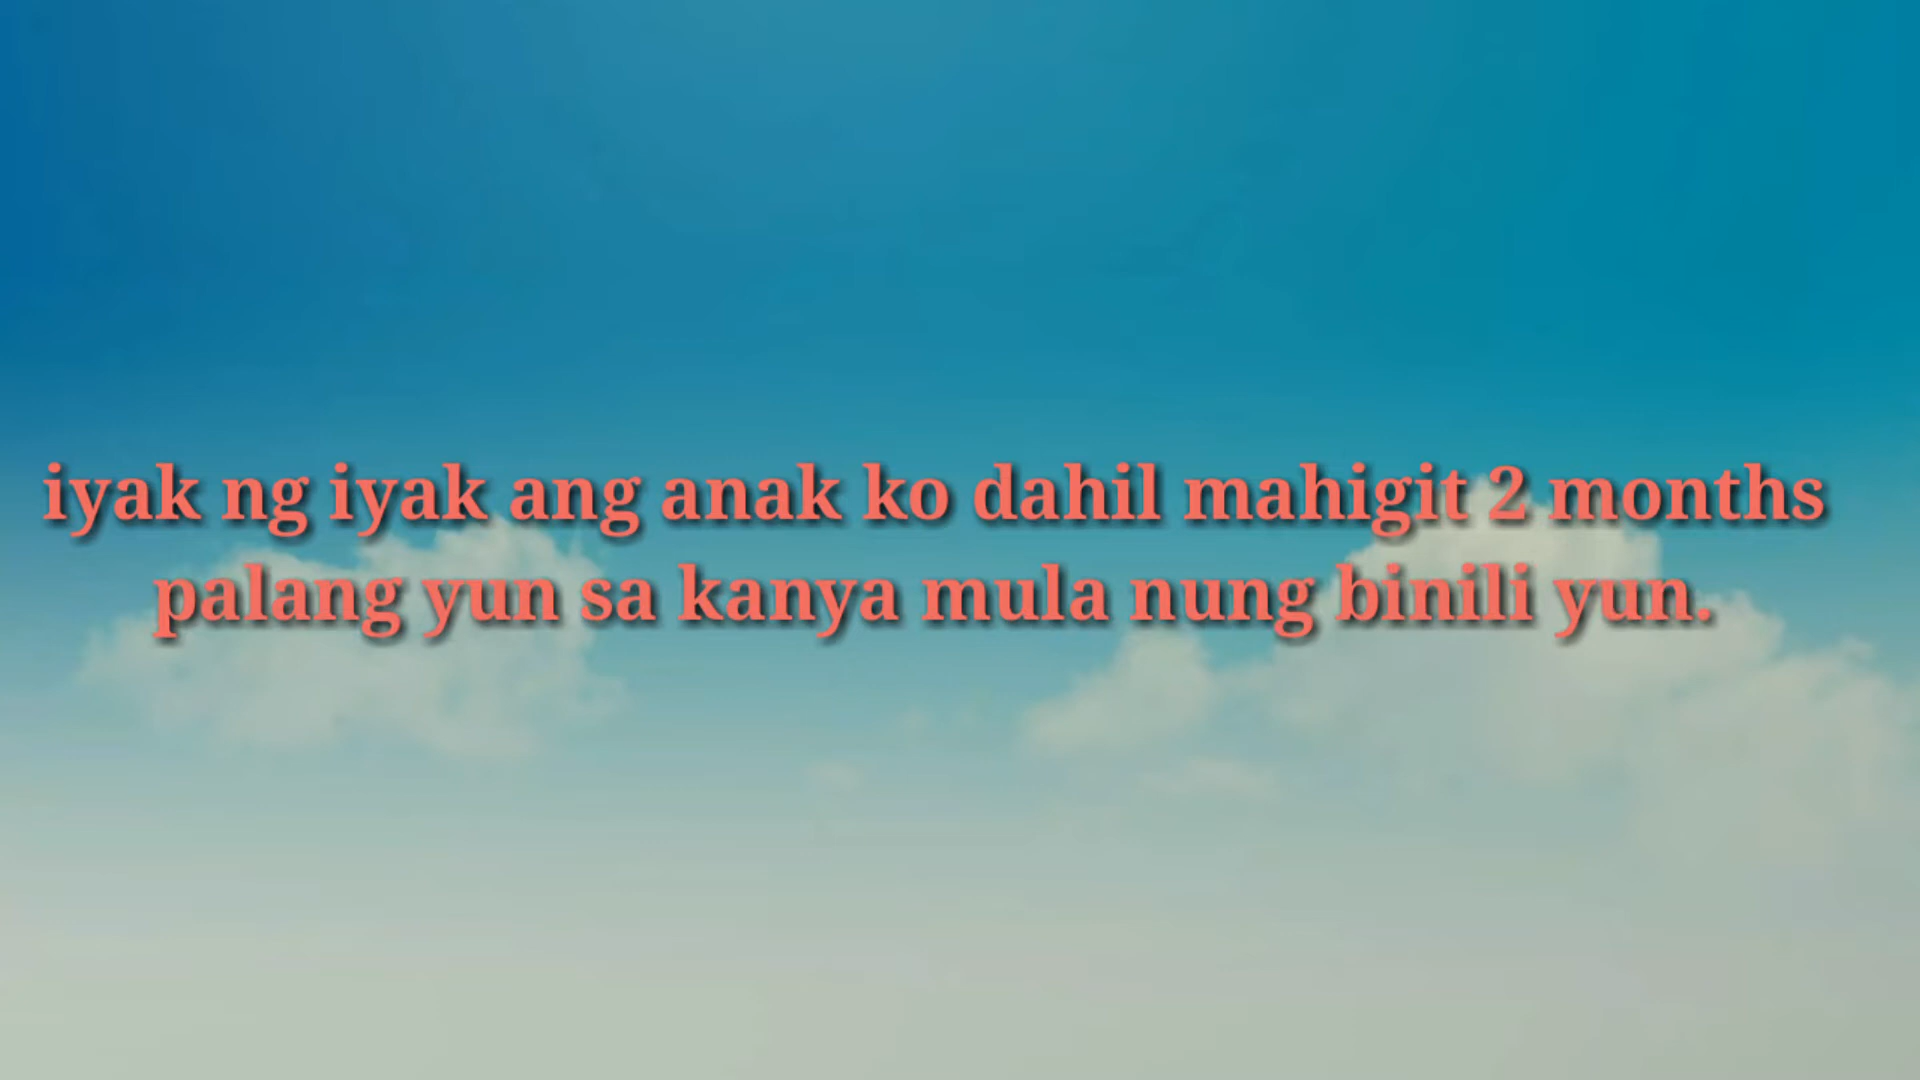 iyak ng iyak ang anak ko dahil mahigit 2 months
palang yun sa kanya mula nung binili yun.